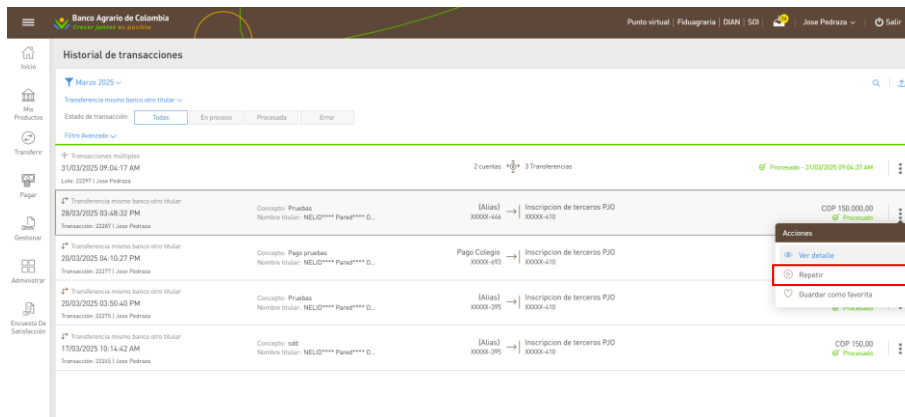 Banco Agrario de Colombia
Crecer juntos es posible
Punto virtual | Fiduagraria | DIAN | SOI | Jose Pedraza | Salir
Inicio
Mis Productos
Transferir
Pagar
Gestionar
Administrar
Encuesta De Satisfacción
Historial de transacciones
Marzo 2025
Transferencia mismo banco otro titular
Estado de transacción: Todas En proceso Procesada Error
Filtro Avanzado
Transacciones múltiples
31/03/2025 09:04:17 AM 2 cuentas 3 Transferencias Procesado - 31/03/2025 09:04:37 AM
Lote: 22297 | Jose Pedraza
Transferencia mismo banco otro titular
28/03/2025 03:48:32 PM
Transacción: 22287 | Jose Pedraza
Concepto: Pruebas
Nombre titular: NELID**** Pared**** D...
(Alias) Inscripcion de terceros PJO
XXXXX-446 XXXXX-410
COP 150.000,00
Procesado
Acciones
Ver detalle
Repetir
Guardar como favorita
Transferencia mismo banco otro titular
20/03/2025 04:10:27 PM
Transacción: 22277 | Jose Pedraza
Concepto: Pago pruebas
Nombre titular: NELID**** Pared**** D...
Pago Colegio Inscripcion de terceros PJO
XXXXX-693 XXXXX-410
Transferencia mismo banco otro titular
20/03/2025 03:50:40 PM
Transacción: 22275 | Jose Pedraza
Concepto: Pruebas
Nombre titular: NELID**** Pared**** D...
(Alias) Inscripcion de terceros PJO
XXXXX-395 XXXXX-410
Procesado
Transferencia mismo banco otro titular
17/03/2025 10:14:42 AM
Transacción: 22245 | Jose Pedraza
Concepto: sdd
Nombre titular: NELID**** Pared**** D...
(Alias) Inscripcion de terceros PJO
XXXXX-395 XXXXX-410
COP 150,00
Procesado